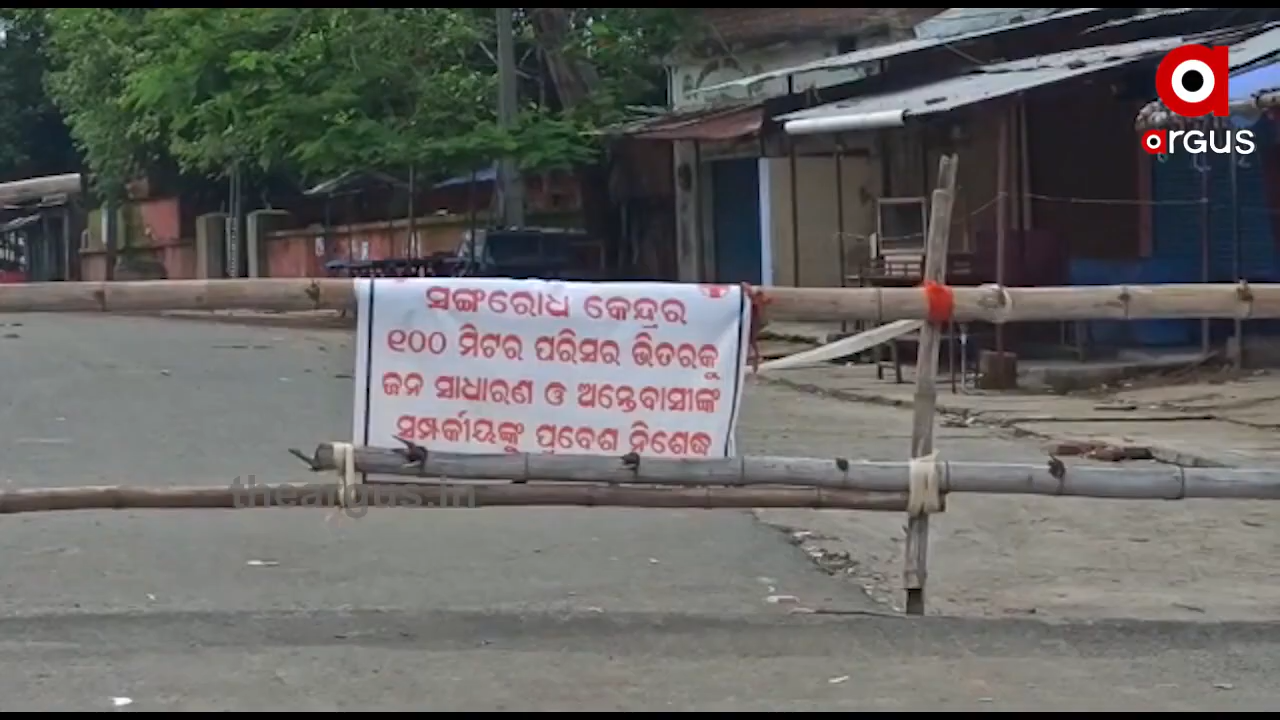 argus
ସଙ୍ଗରୋଧ କେନ୍ଦ୍ରର
୧୦୦ ମିଟର ପରିସର ଭିତରକୁ
ଜନ ସାଧାରଣ ଓ ଅନ୍ତେବାସୀଙ୍କ
ସମ୍ପର୍କୀୟଙ୍କୁ ପ୍ରବେଶ ନିଶେଦ୍ଧ
theargus.in